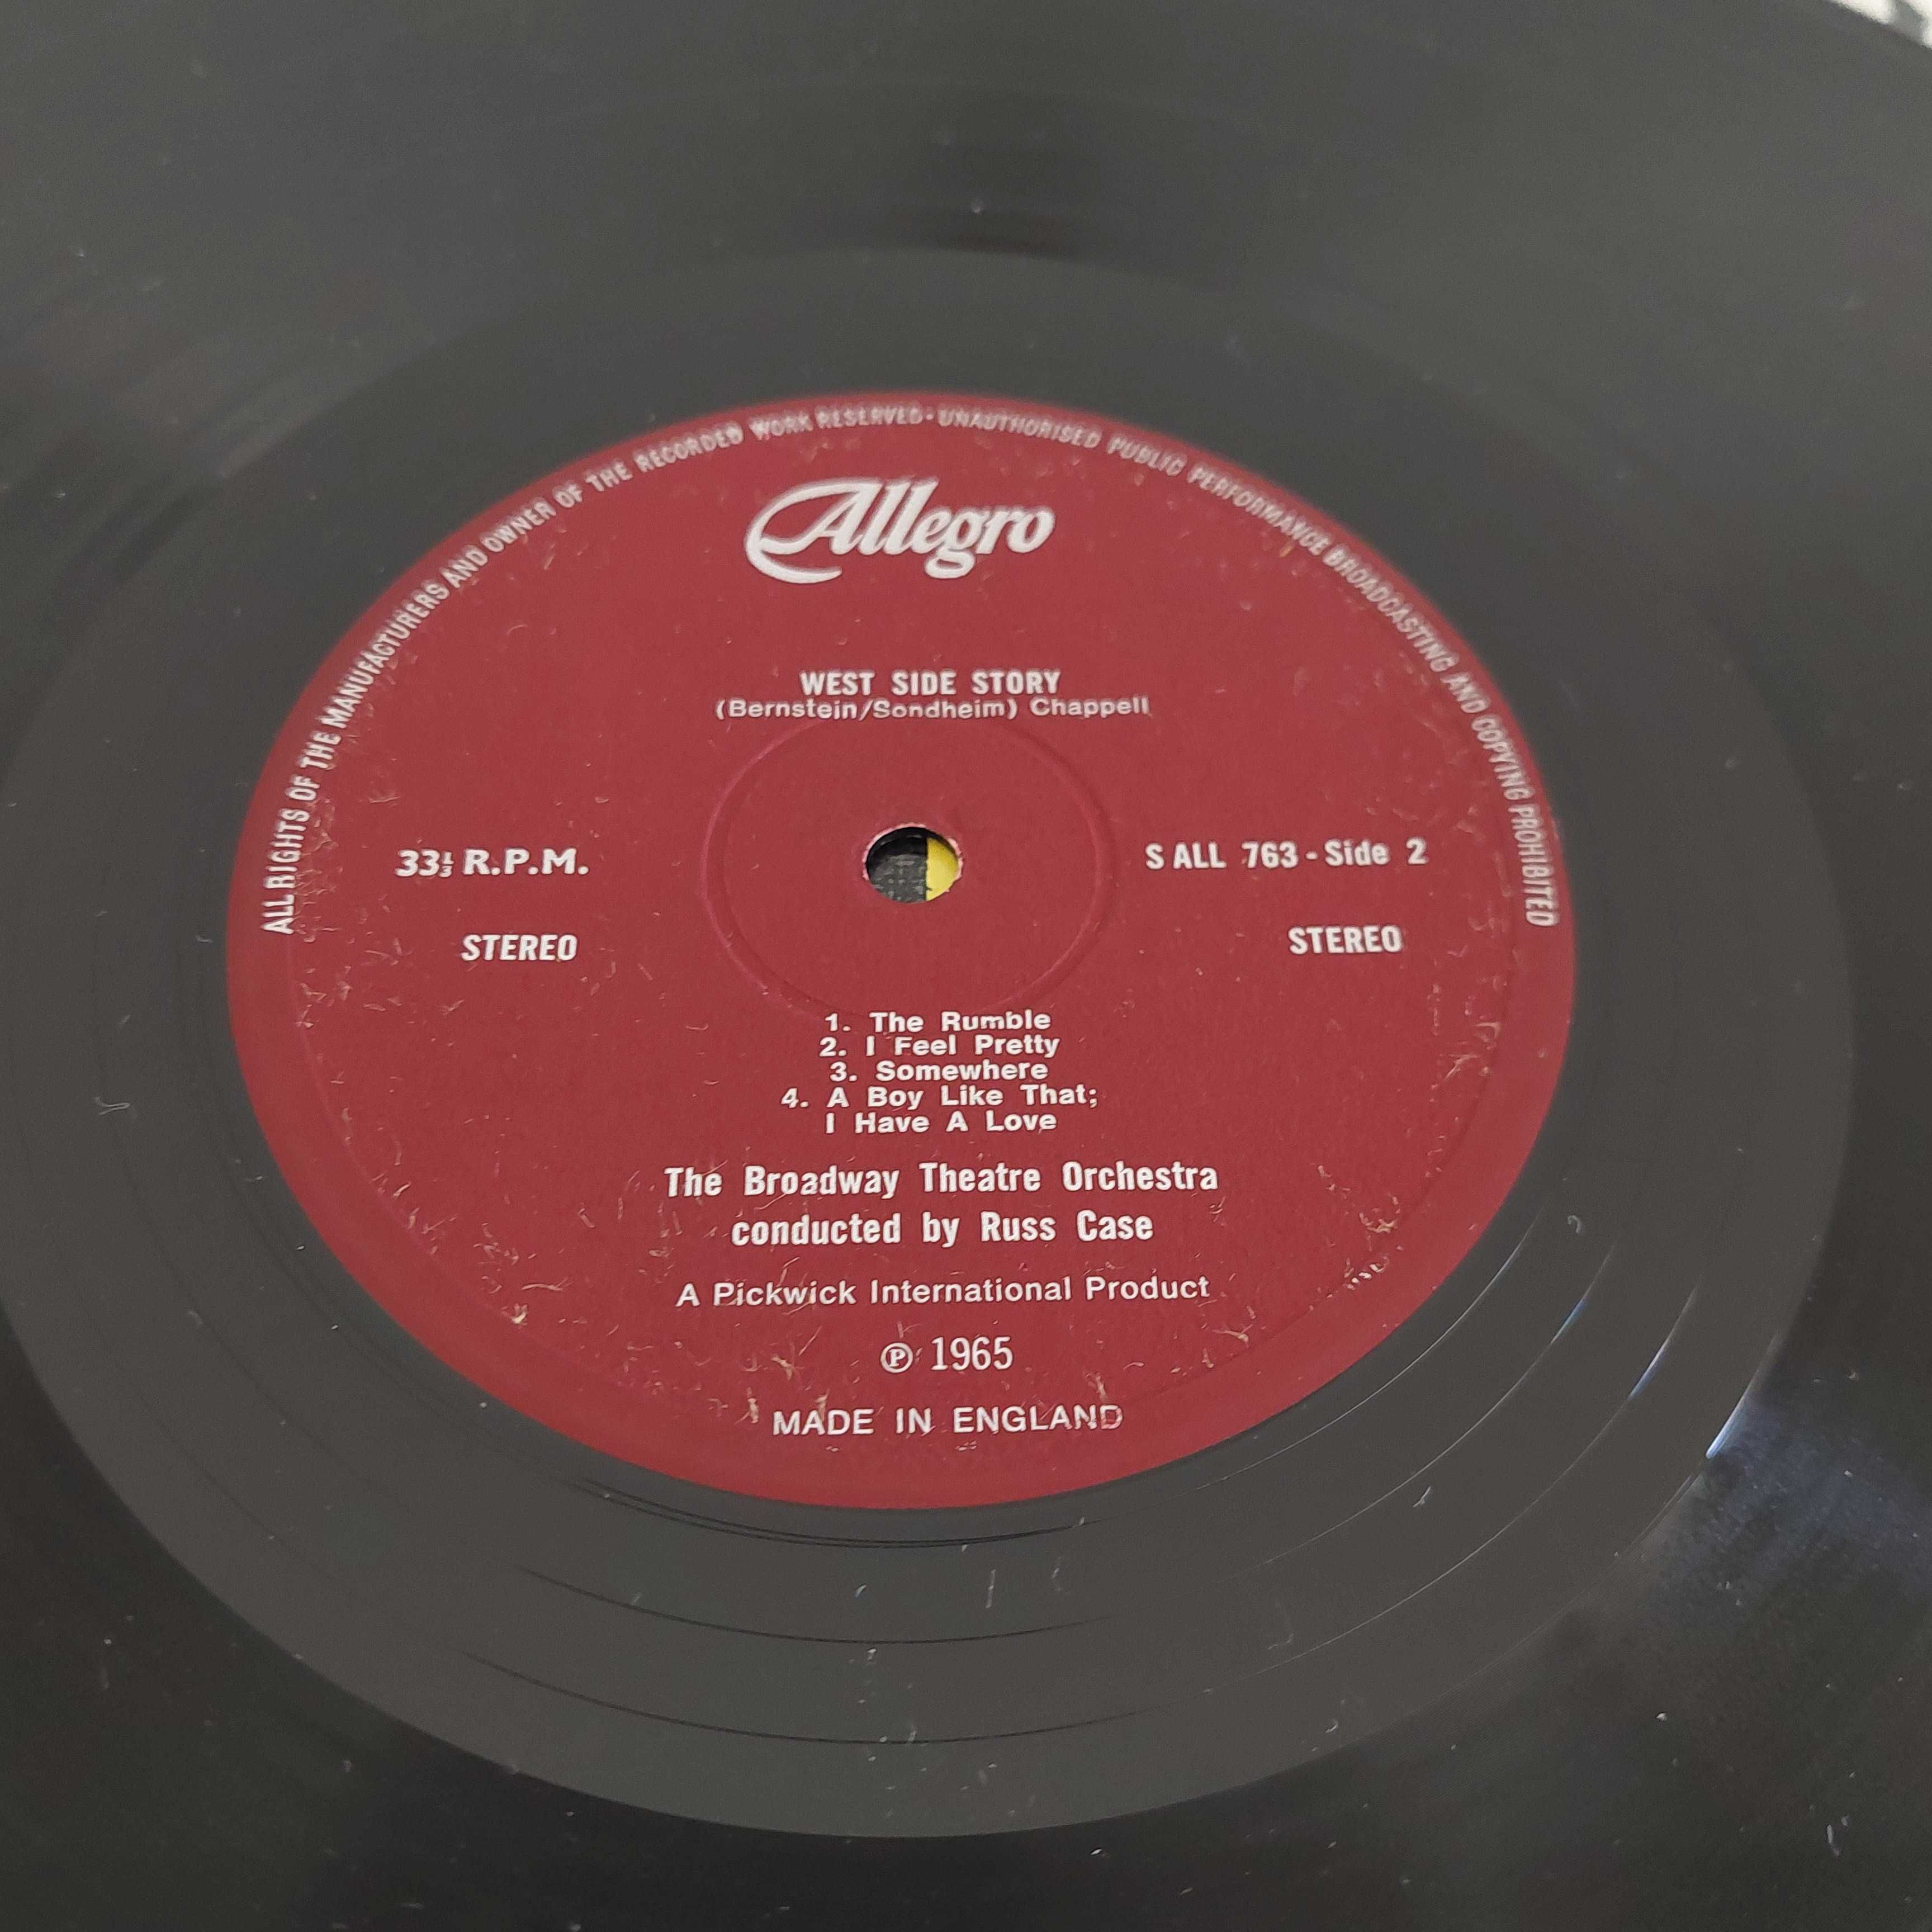 ALL RIGHTS OF THE MANUFACTURERS AND OWNER OF THE RECORDED WORK RESERVED · UNAUTHORISED PUBLIC PERFORMANCE BROADCASTING AND COPYING PROHIBITED
Allegro
WEST SIDE STORY
(Bernstein/Sondheim) Chappell
33⅓ R.P.M.
S ALL 763 - Side 2
STEREO
STEREO
1. The Rumble
2. I Feel Pretty
3. Somewhere
4. A Boy Like That;
I Have A Love
The Broadway Theatre Orchestra
conducted by Russ Case
A Pickwick International Product
℗ 1965
MADE IN ENGLAND